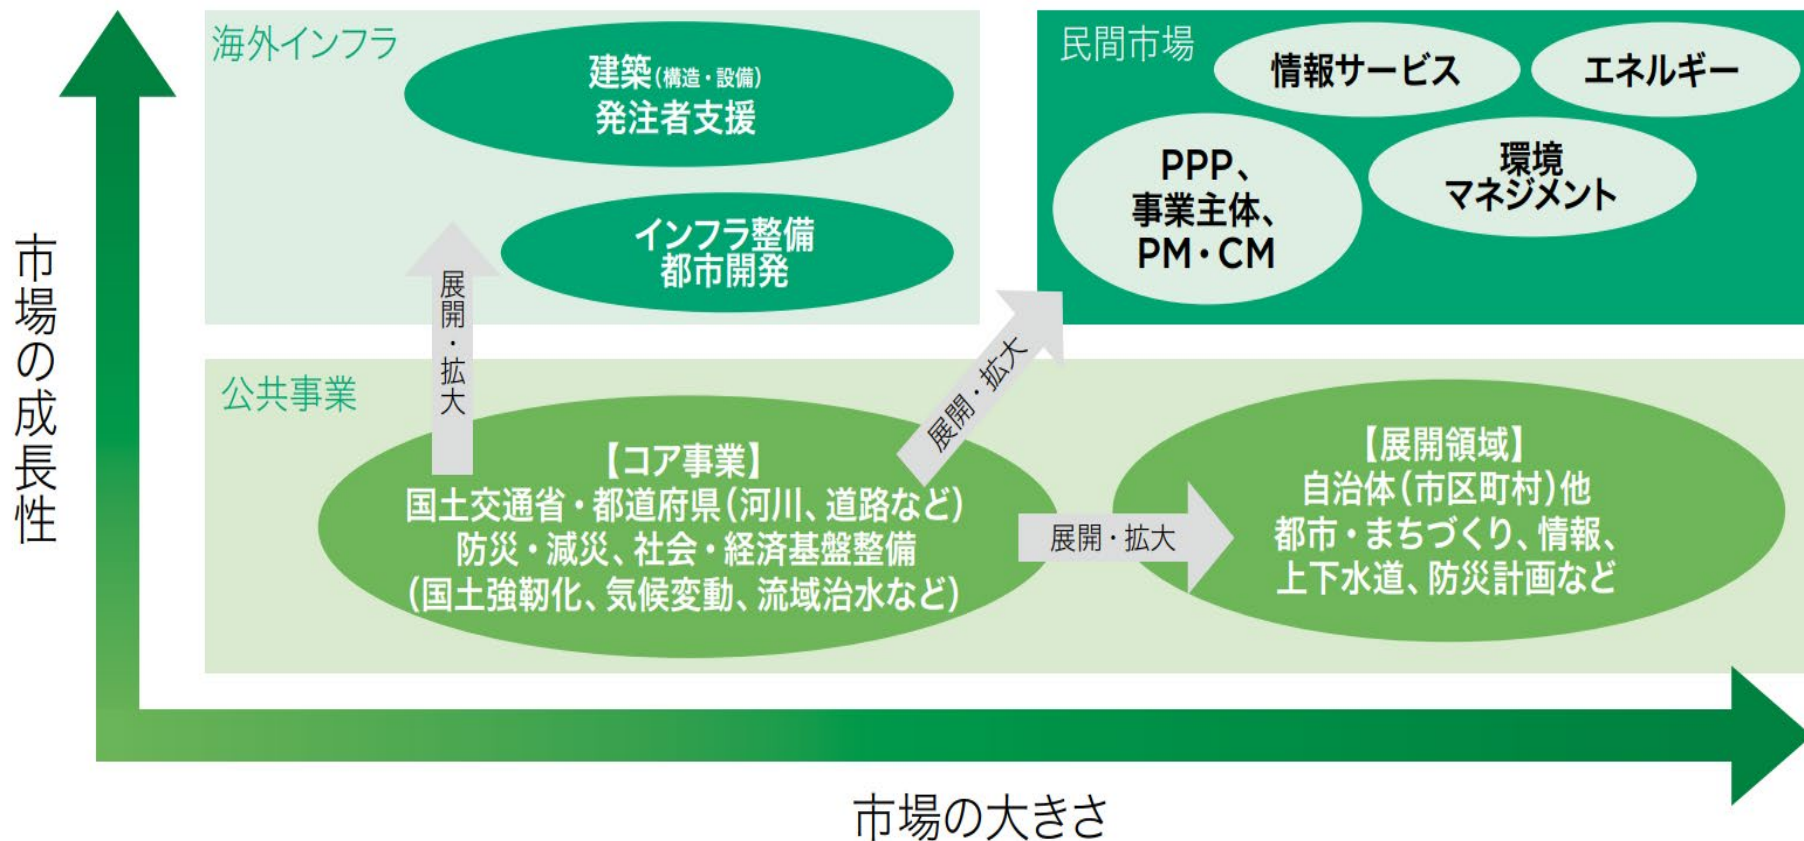 海外インフラ
建築(構造・設備)
発注者支援
インフラ整備
都市開発
民間市場
情報サービス
エネルギー
PPP、
事業主体、
PM・CM
環境
マネジメント
市場の成長性
展開・拡大
展開・拡大
公共事業
【コア事業】
国土交通省・都道府県(河川、道路など)
防災・減災、社会・経済基盤整備
(国土強靭化、気候変動、流域治水など)
展開・拡大
【展開領域】
自治体(市区町村)他
都市・まちづくり、情報、
上下水道、防災計画など
市場の大きさ